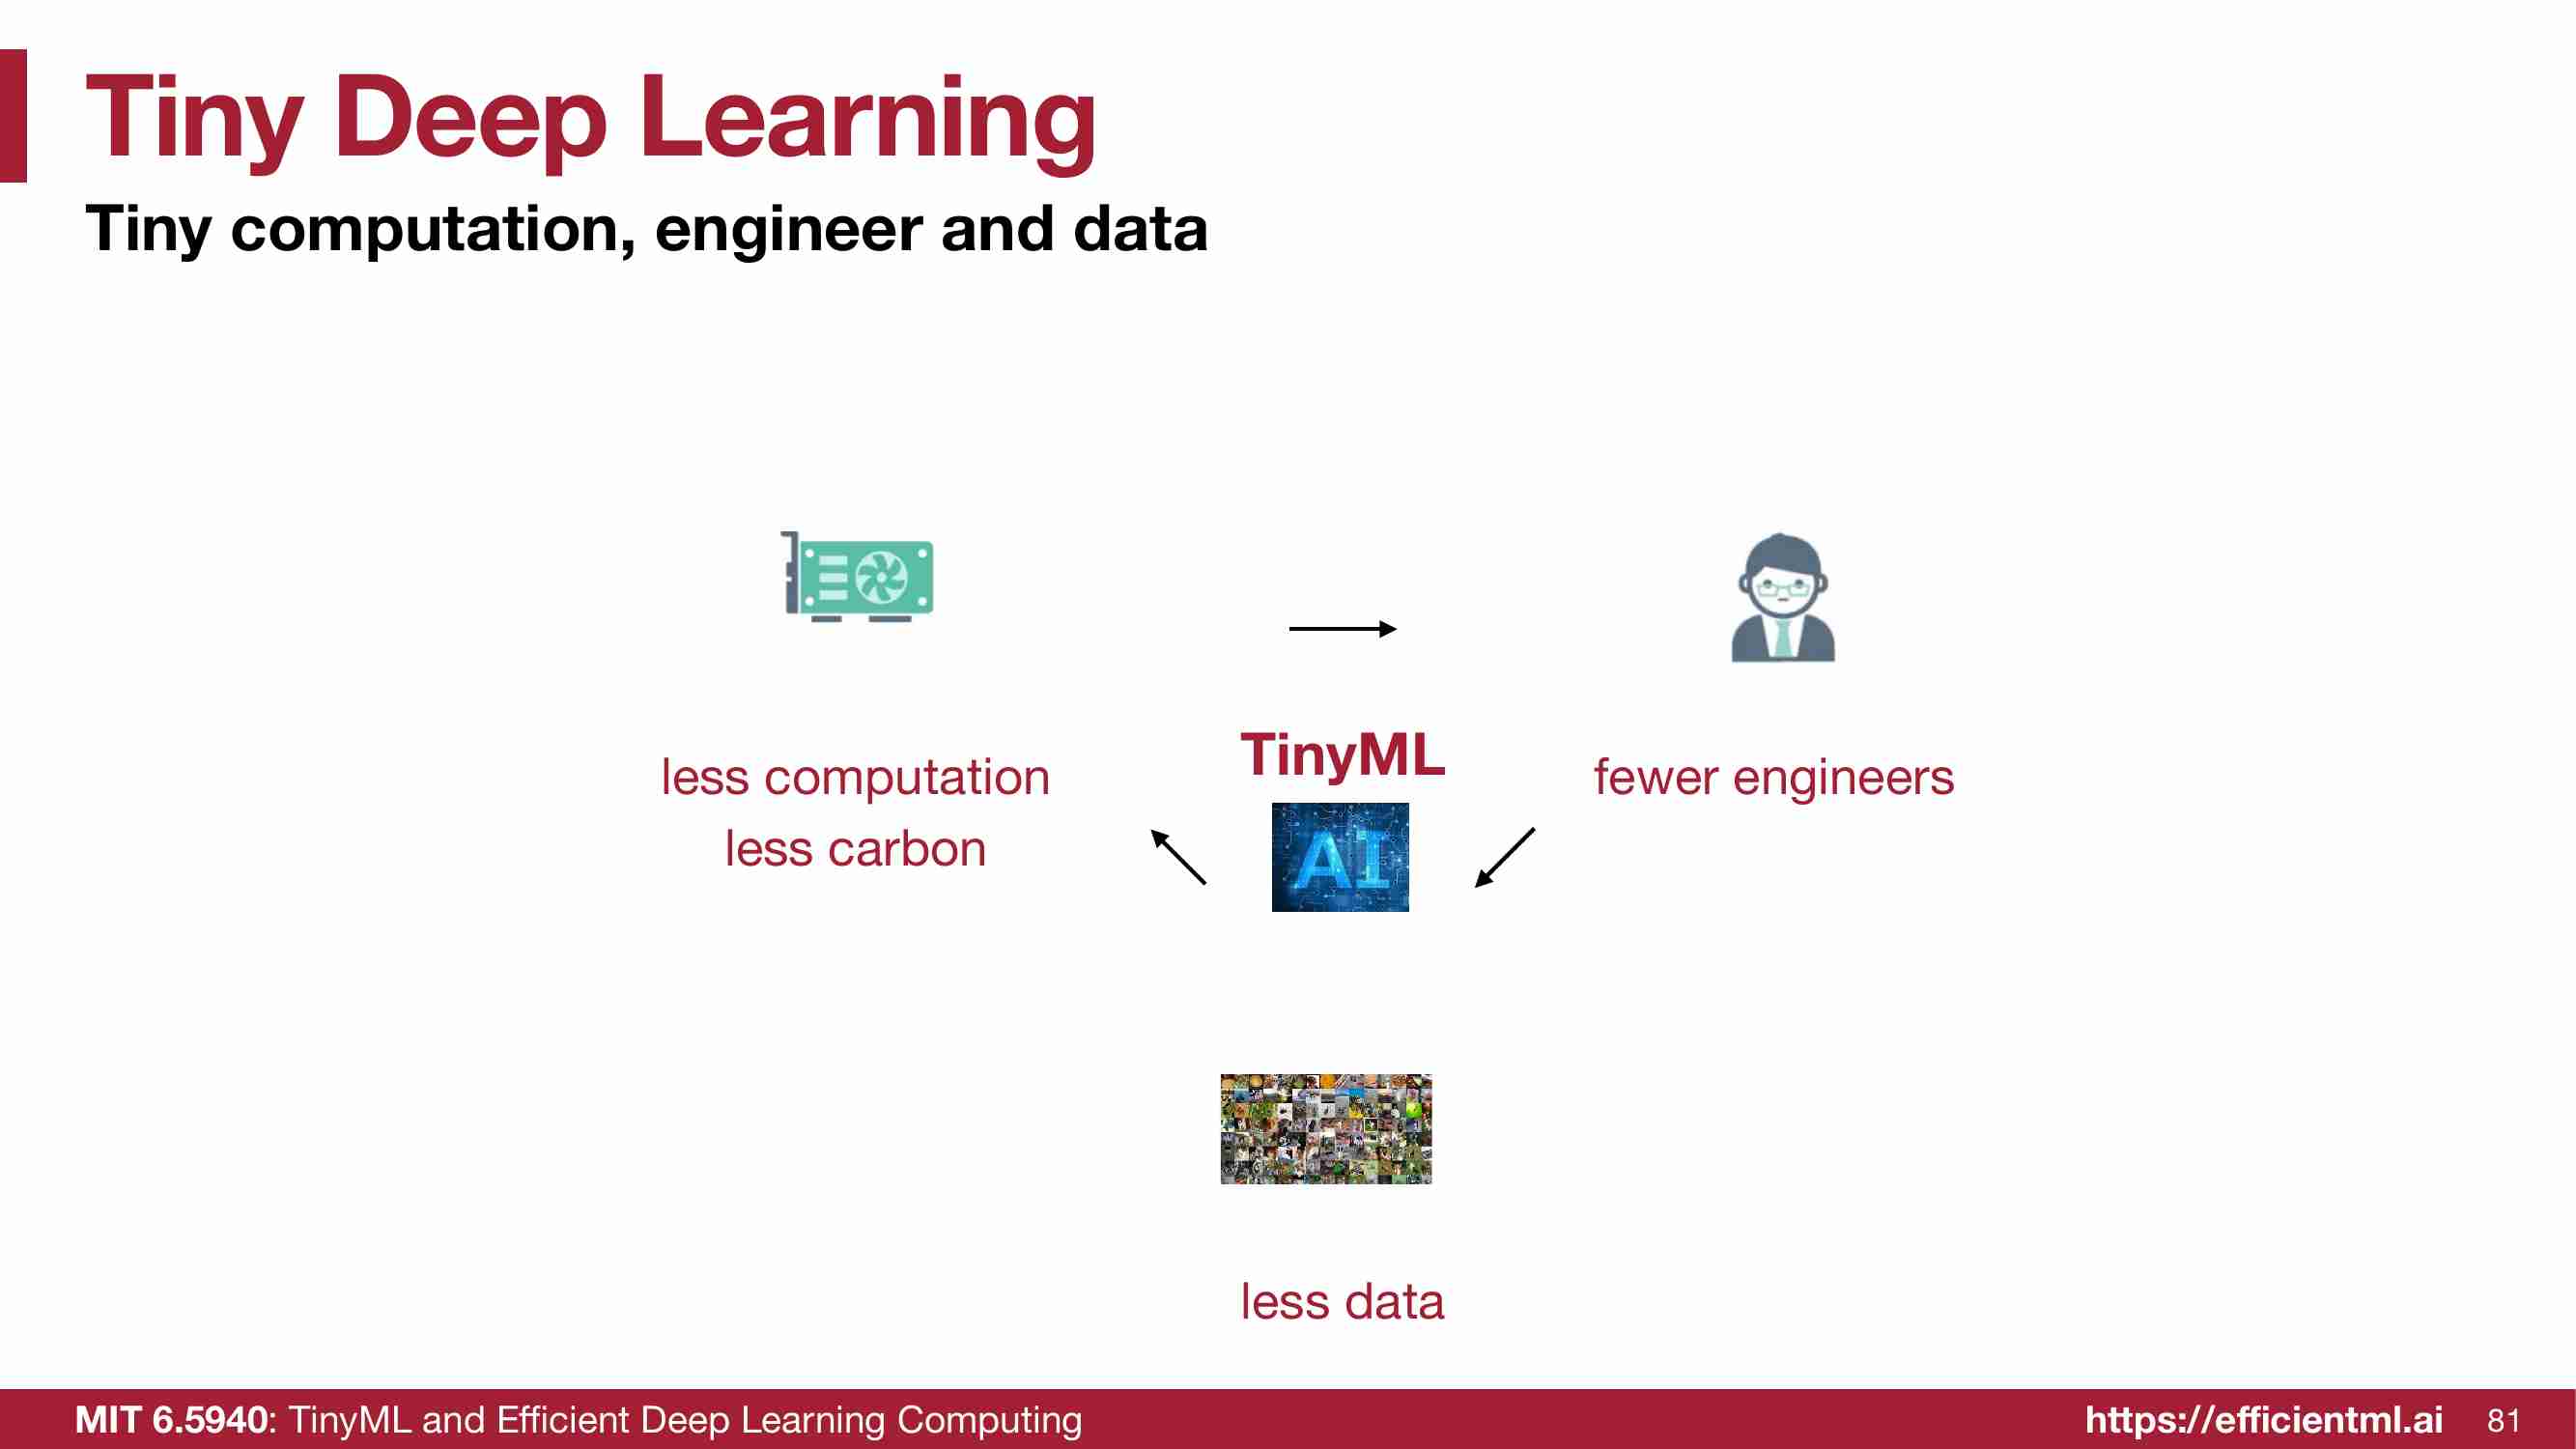 Tiny Deep Learning
Tiny computation, engineer and data
less computation
less carbon
TinyML
AI
fewer engineers
less data
MIT 6.5940: TinyML and Efficient Deep Learning Computing
https://efficientml.ai 81